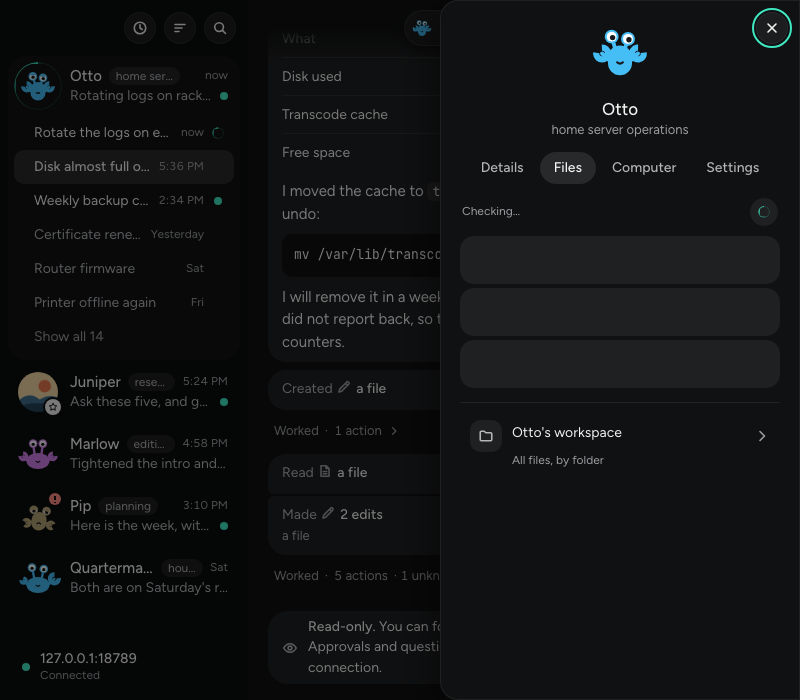 Otto home ser... now
Rotating logs on rack...
Rotate the logs on e... now
Disk almost full o... 5:36 PM
Weekly backup c... 2:34 PM
Certificate rene... Yesterday
Router firmware Sat
Printer offline again Fri
Show all 14
Juniper rese... 5:24 PM
Ask these five, and g...
Marlow editi... 4:58 PM
Tightened the intro and...
Pip planning 3:10 PM
Here is the week, wit...
Quarterma... hou... Sat
Both are on Saturday's r...
127.0.0.1:18789
Connected
What
Disk used
Transcode cache
Free space
I moved the cache to
undo:
mv /var/lib/transco
I will remove it in a week
did not report back, so
counters.
Created a file
Worked · 1 action
Read a file
Made 2 edits
a file
Worked · 5 actions · 1 unkn
Read-only. You can fo
Approvals and questi
connection.
Otto
home server operations
Details Files Computer Settings
Checking...
Otto's workspace
All files, by folder